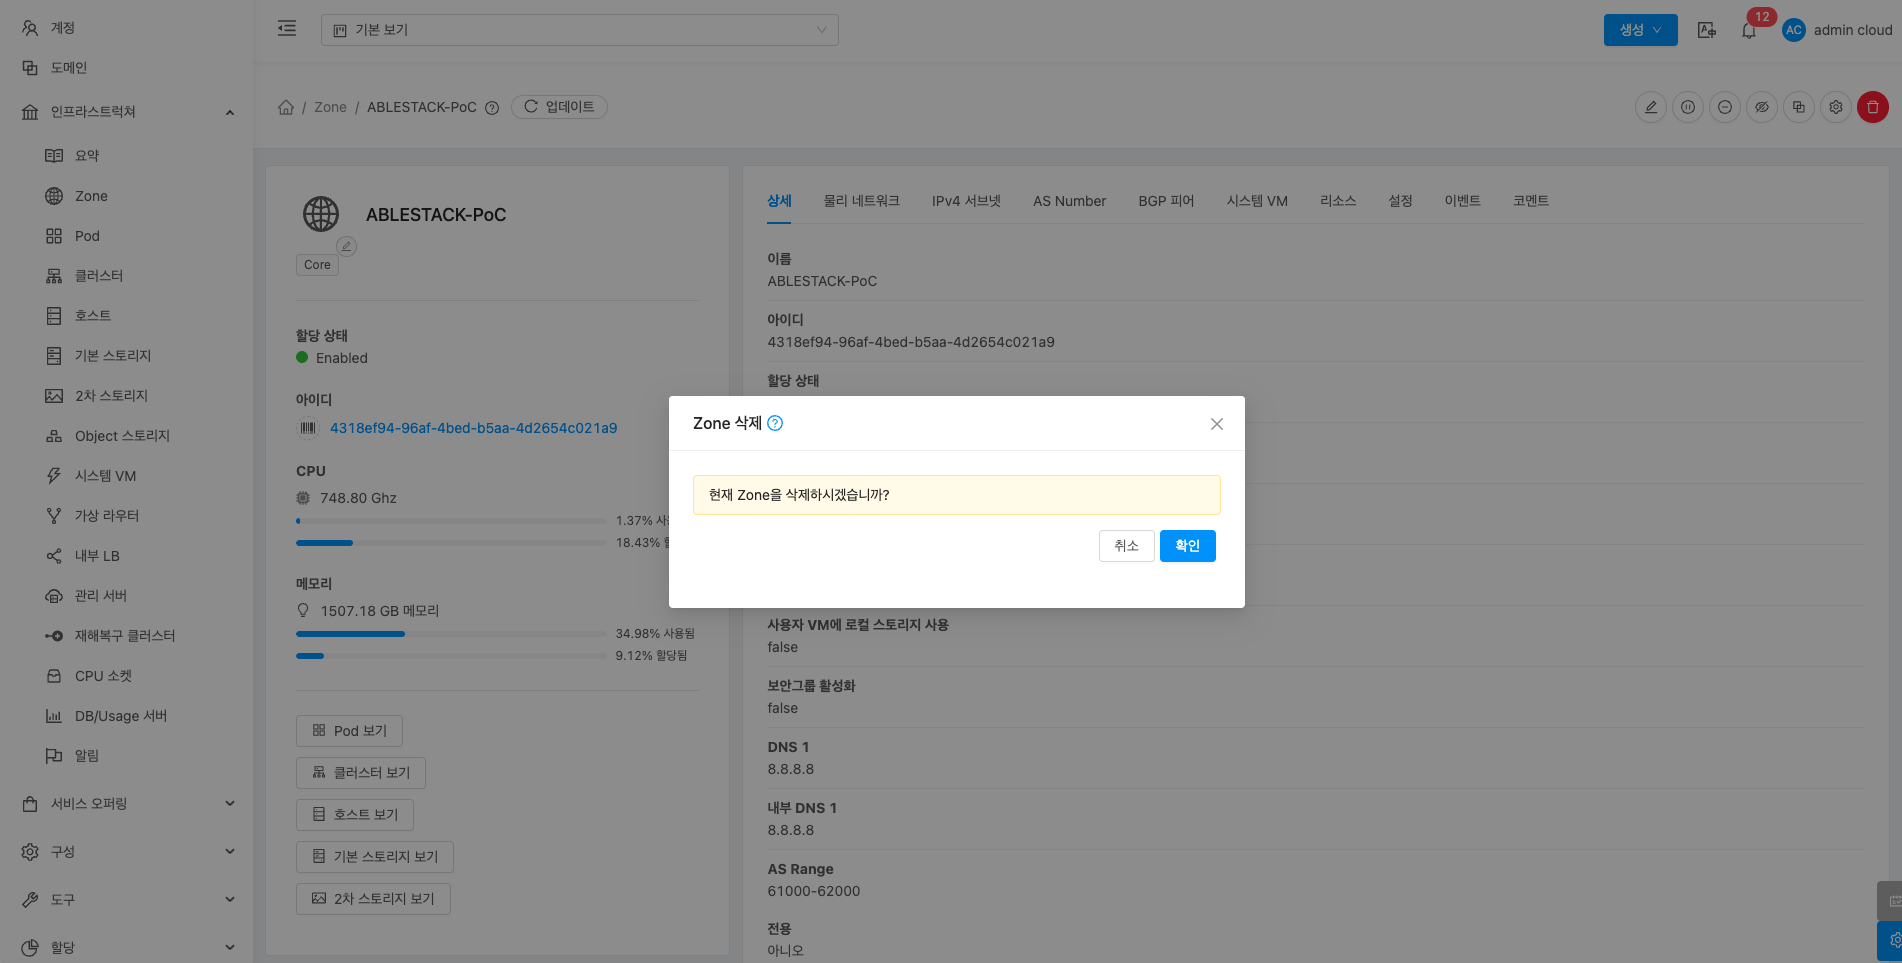 계정
도메인
인프라스트럭쳐
요약
Zone
Pod
클러스터
호스트
기본 스토리지
2차 스토리지
Object 스토리지
시스템 VM
가상 라우터
내부 LB
관리 서버
재해복구 클러스터
CPU 소켓
DB/Usage 서버
알림
서비스 오퍼링
구성
도구
할당
기본 보기
생성
12
AC
admin cloud
/ Zone / ABLESTACK-PoC
업데이트
ABLESTACK-PoC
Core
할당 상태
Enabled
아이디
4318ef94-96af-4bed-b5aa-4d2654c021a9
CPU
748.80 Ghz
1.37%
18.43%
메모리
1507.18 GB 메모리
34.98% 사용됨
9.12% 할당됨
Pod 보기
클러스터 보기
호스트 보기
기본 스토리지 보기
2차 스토리지 보기
상세 물리 네트워크 IPv4 서브넷 AS Number BGP 피어 시스템 VM 리소스 설정 이벤트 코멘트
이름
ABLESTACK-PoC
아이디
4318ef94-96af-4bed-b5aa-4d2654c021a9
할당 상태
Zone 삭제
현재 Zone을 삭제하시겠습니까?
취소 확인
사용자 VM에 로컬 스토리지 사용
false
보안그룹 활성화
false
DNS 1
8.8.8.8
내부 DNS 1
8.8.8.8
AS Range
61000-62000
전용
아니오